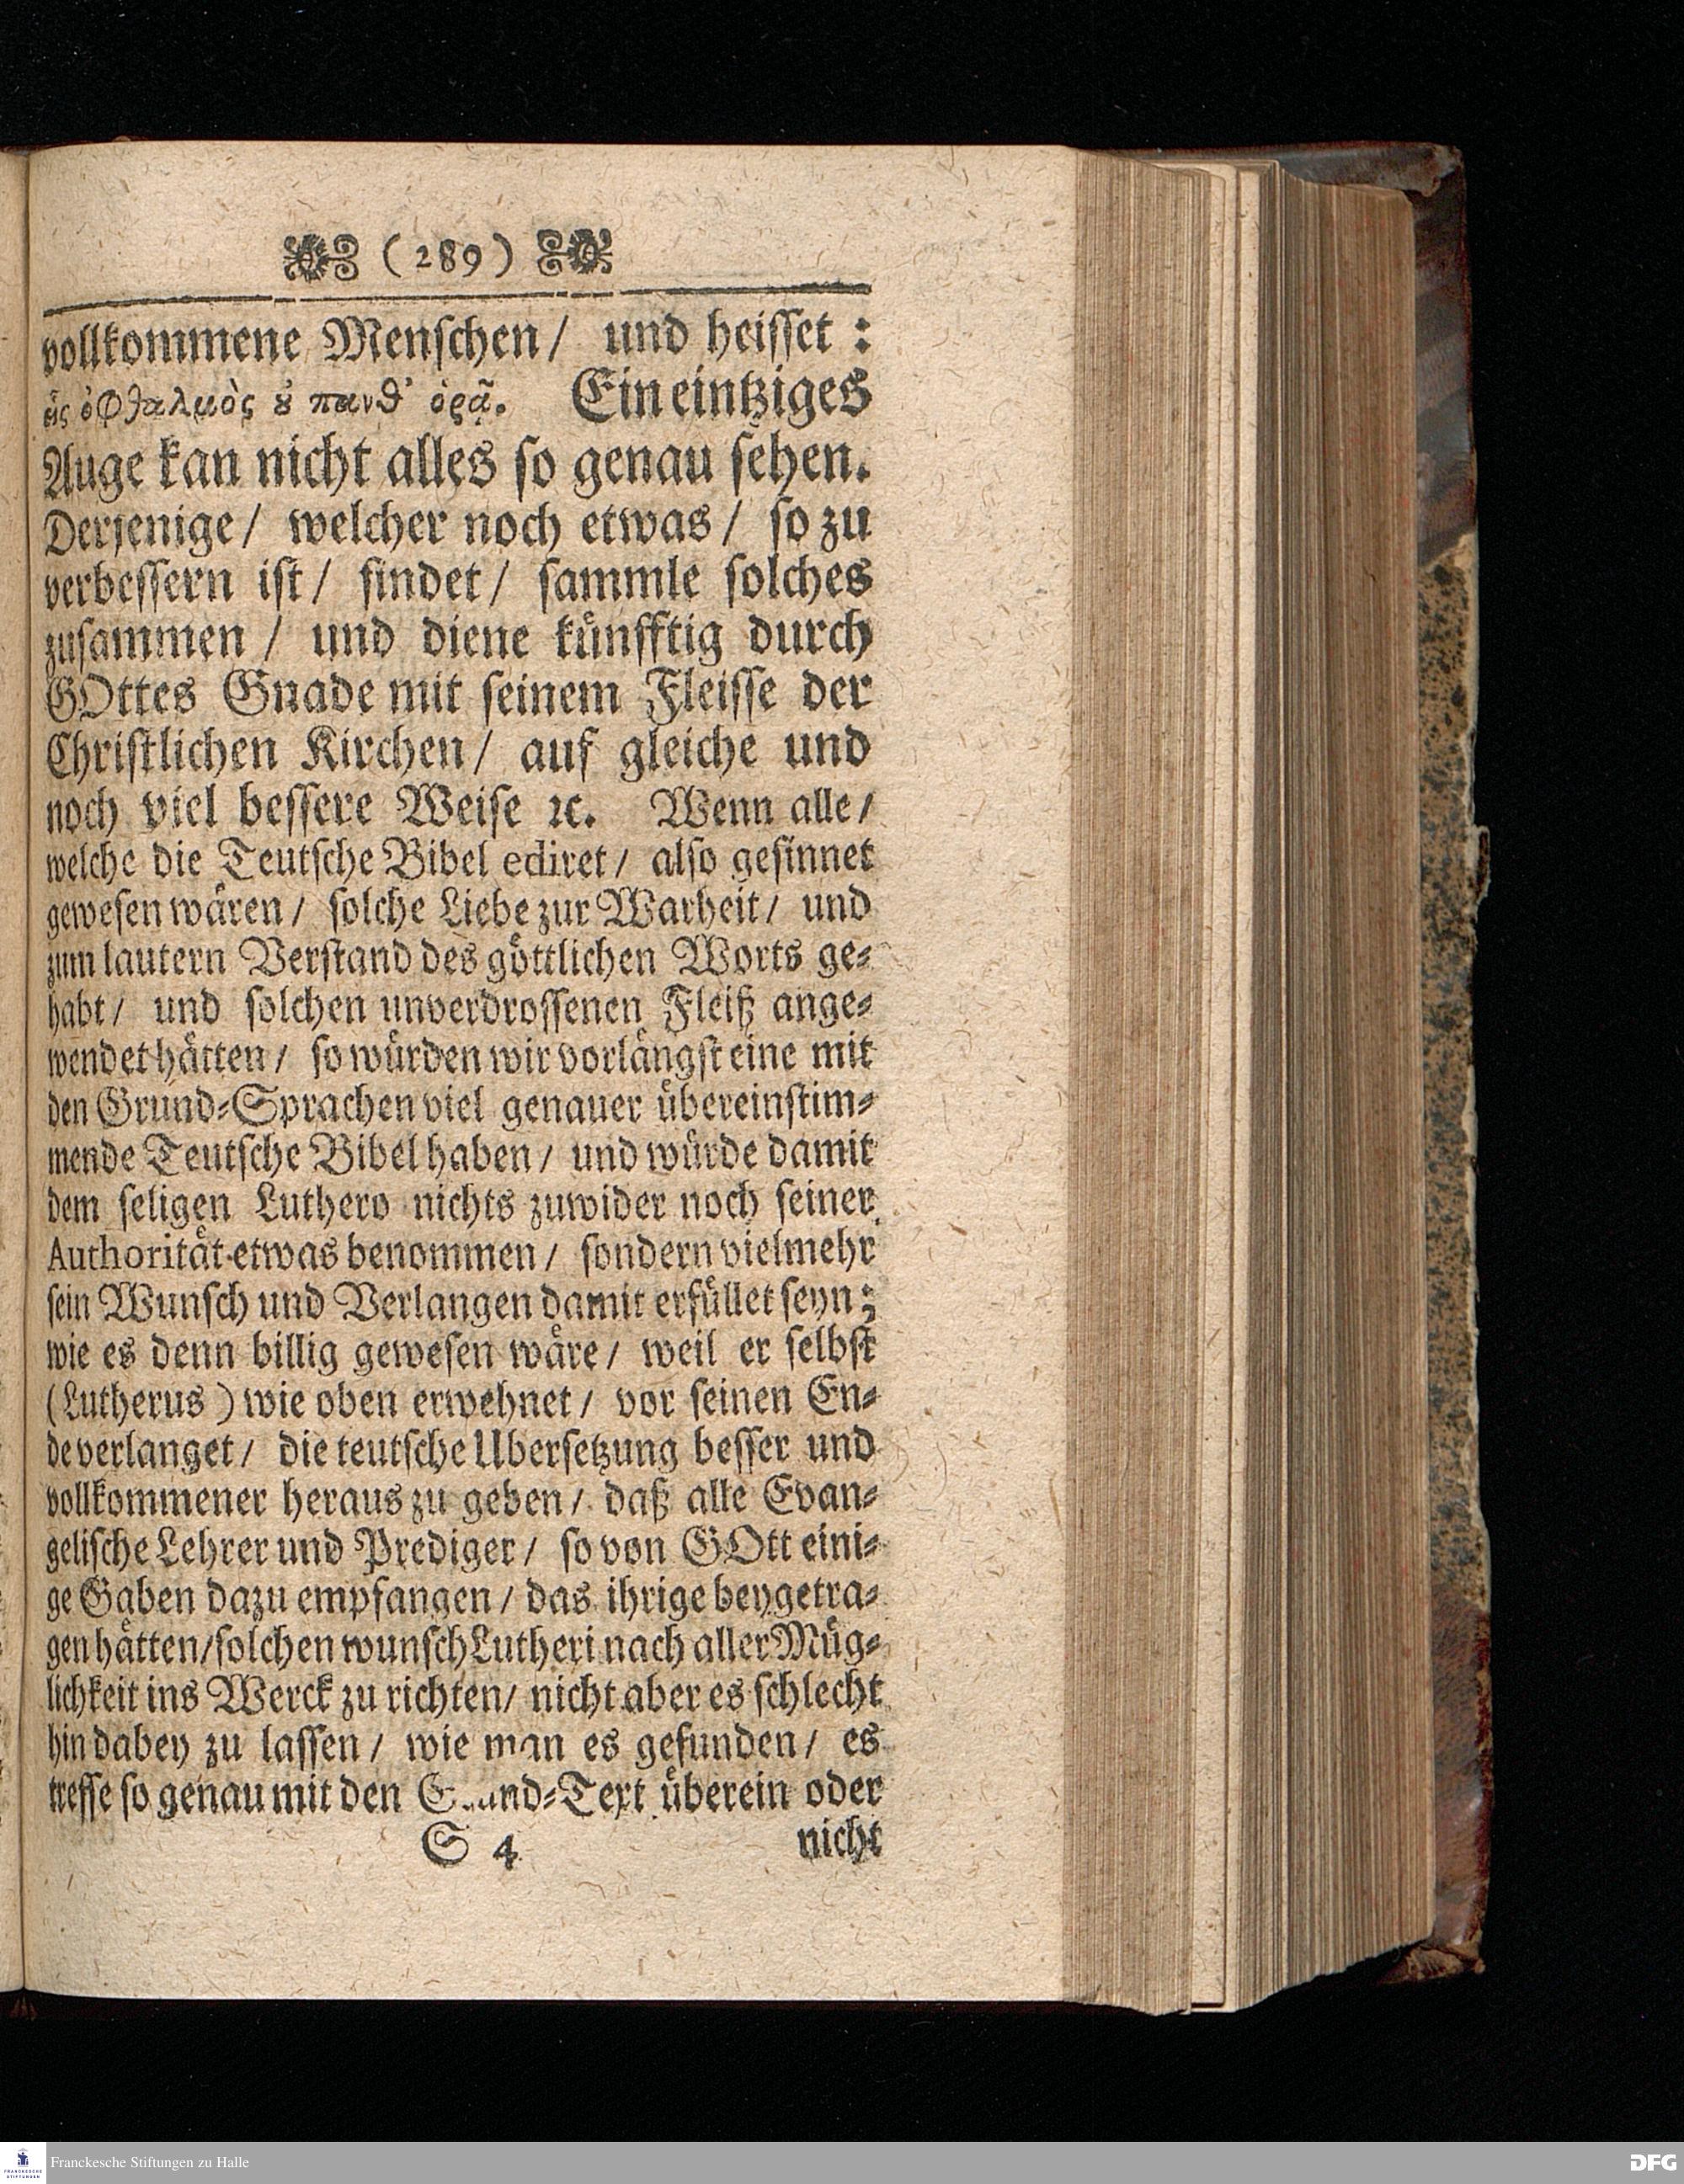 (289)
vollkommene Menschen/ und heisset :
εἷς ὀφθαλμὸς ȣ̓ πανθ' ὁρᾷ. Ein eintziges
Auge kan nicht alles so genau sehen.
Derjenige/ welcher noch etwas/ so zu
verbessern ist/ findet/ sammle solches
zusammen/ und diene künfftig durch
GOttes Gnade mit seinem Fleisse der
Christlichen Kirchen/ auf gleiche und
noch viel bessere Weise ꝛc. Wenn alle/
welche die Teutsche Bibel ediret/ also gesinnet
gewesen wären/ solche Liebe zur Warheit/ und
zum lautern Verstand des göttlichen Worts ge-
habt/ und solchen unverdrossenen Fleiß ange-
wendet hätten/ so würden wir vorlängst eine mit
den Grund-Sprachen viel genauer übereinstim-
mende Teutsche Bibel haben/ und würde damit
dem seligen Luthero nichts zuwider noch seiner
Authorität etwas benommen/ sondern vielmehr
sein Wunsch und Verlangen damit erfüllet seyn;
wie es denn billig gewesen wäre/ weil er selbst
(Lutherus) wie oben erwehnet/ vor seinen En-
de verlanget/ die teutsche Ubersetzung besser und
vollkommener heraus zu geben/ daß alle Evan-
gelische Lehrer und Prediger/ so von GOtt eini-
ge Gaben dazu empfangen/ das ihrige beygetra-
gen hätten/solchen wunsch Lutheri nach aller Müg-
lichkeit ins Werck zu richten/ nicht aber es schlecht
hin dabey zu lassen/ wie man es gefunden/ es
treffe so genau mit den Grund-Text überein oder
S 4 nicht
FRANCKESCHE STIFTUNGEN
Franckesche Stiftungen zu Halle
DFG